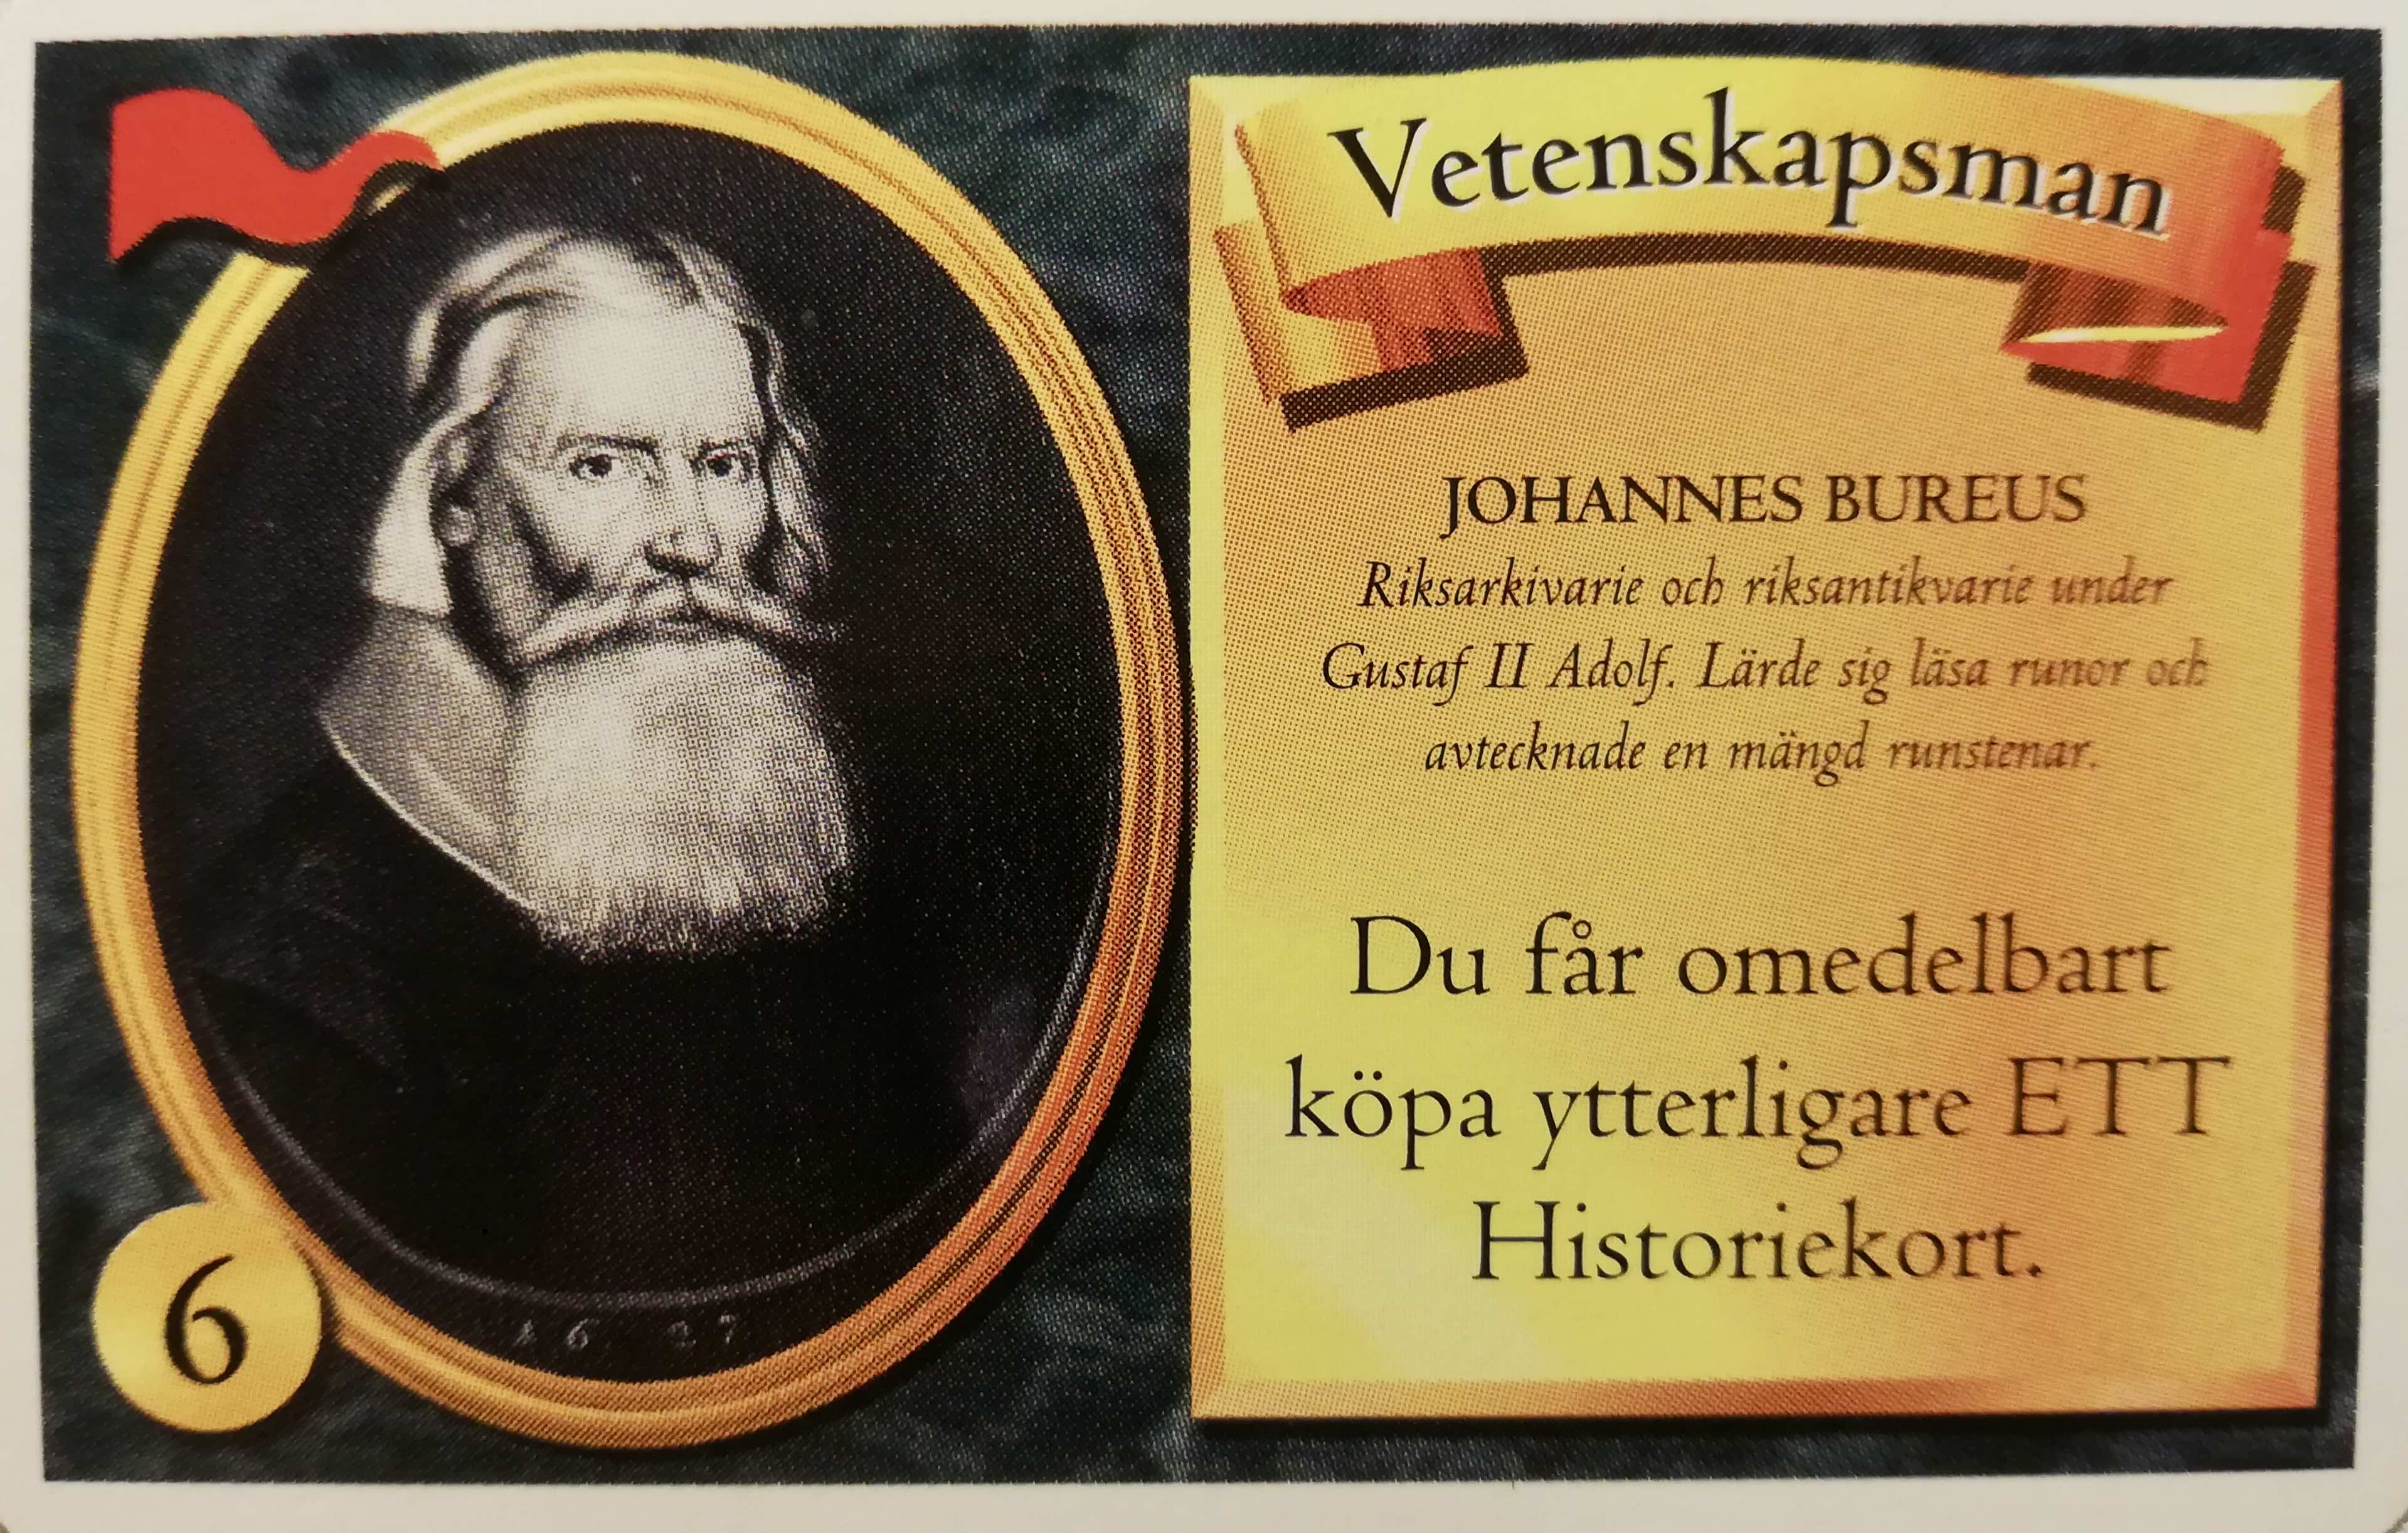 Vetenskapsman
JOHANNES BUREUS
Riksarkivarie och riksantikvarie under
Gustaf II Adolf. Lärde sig läsa runor och
avtecknade en mängd runstenar.
Du får omedelbart
köpa ytterligare ETT
Historiekort.
6
1627